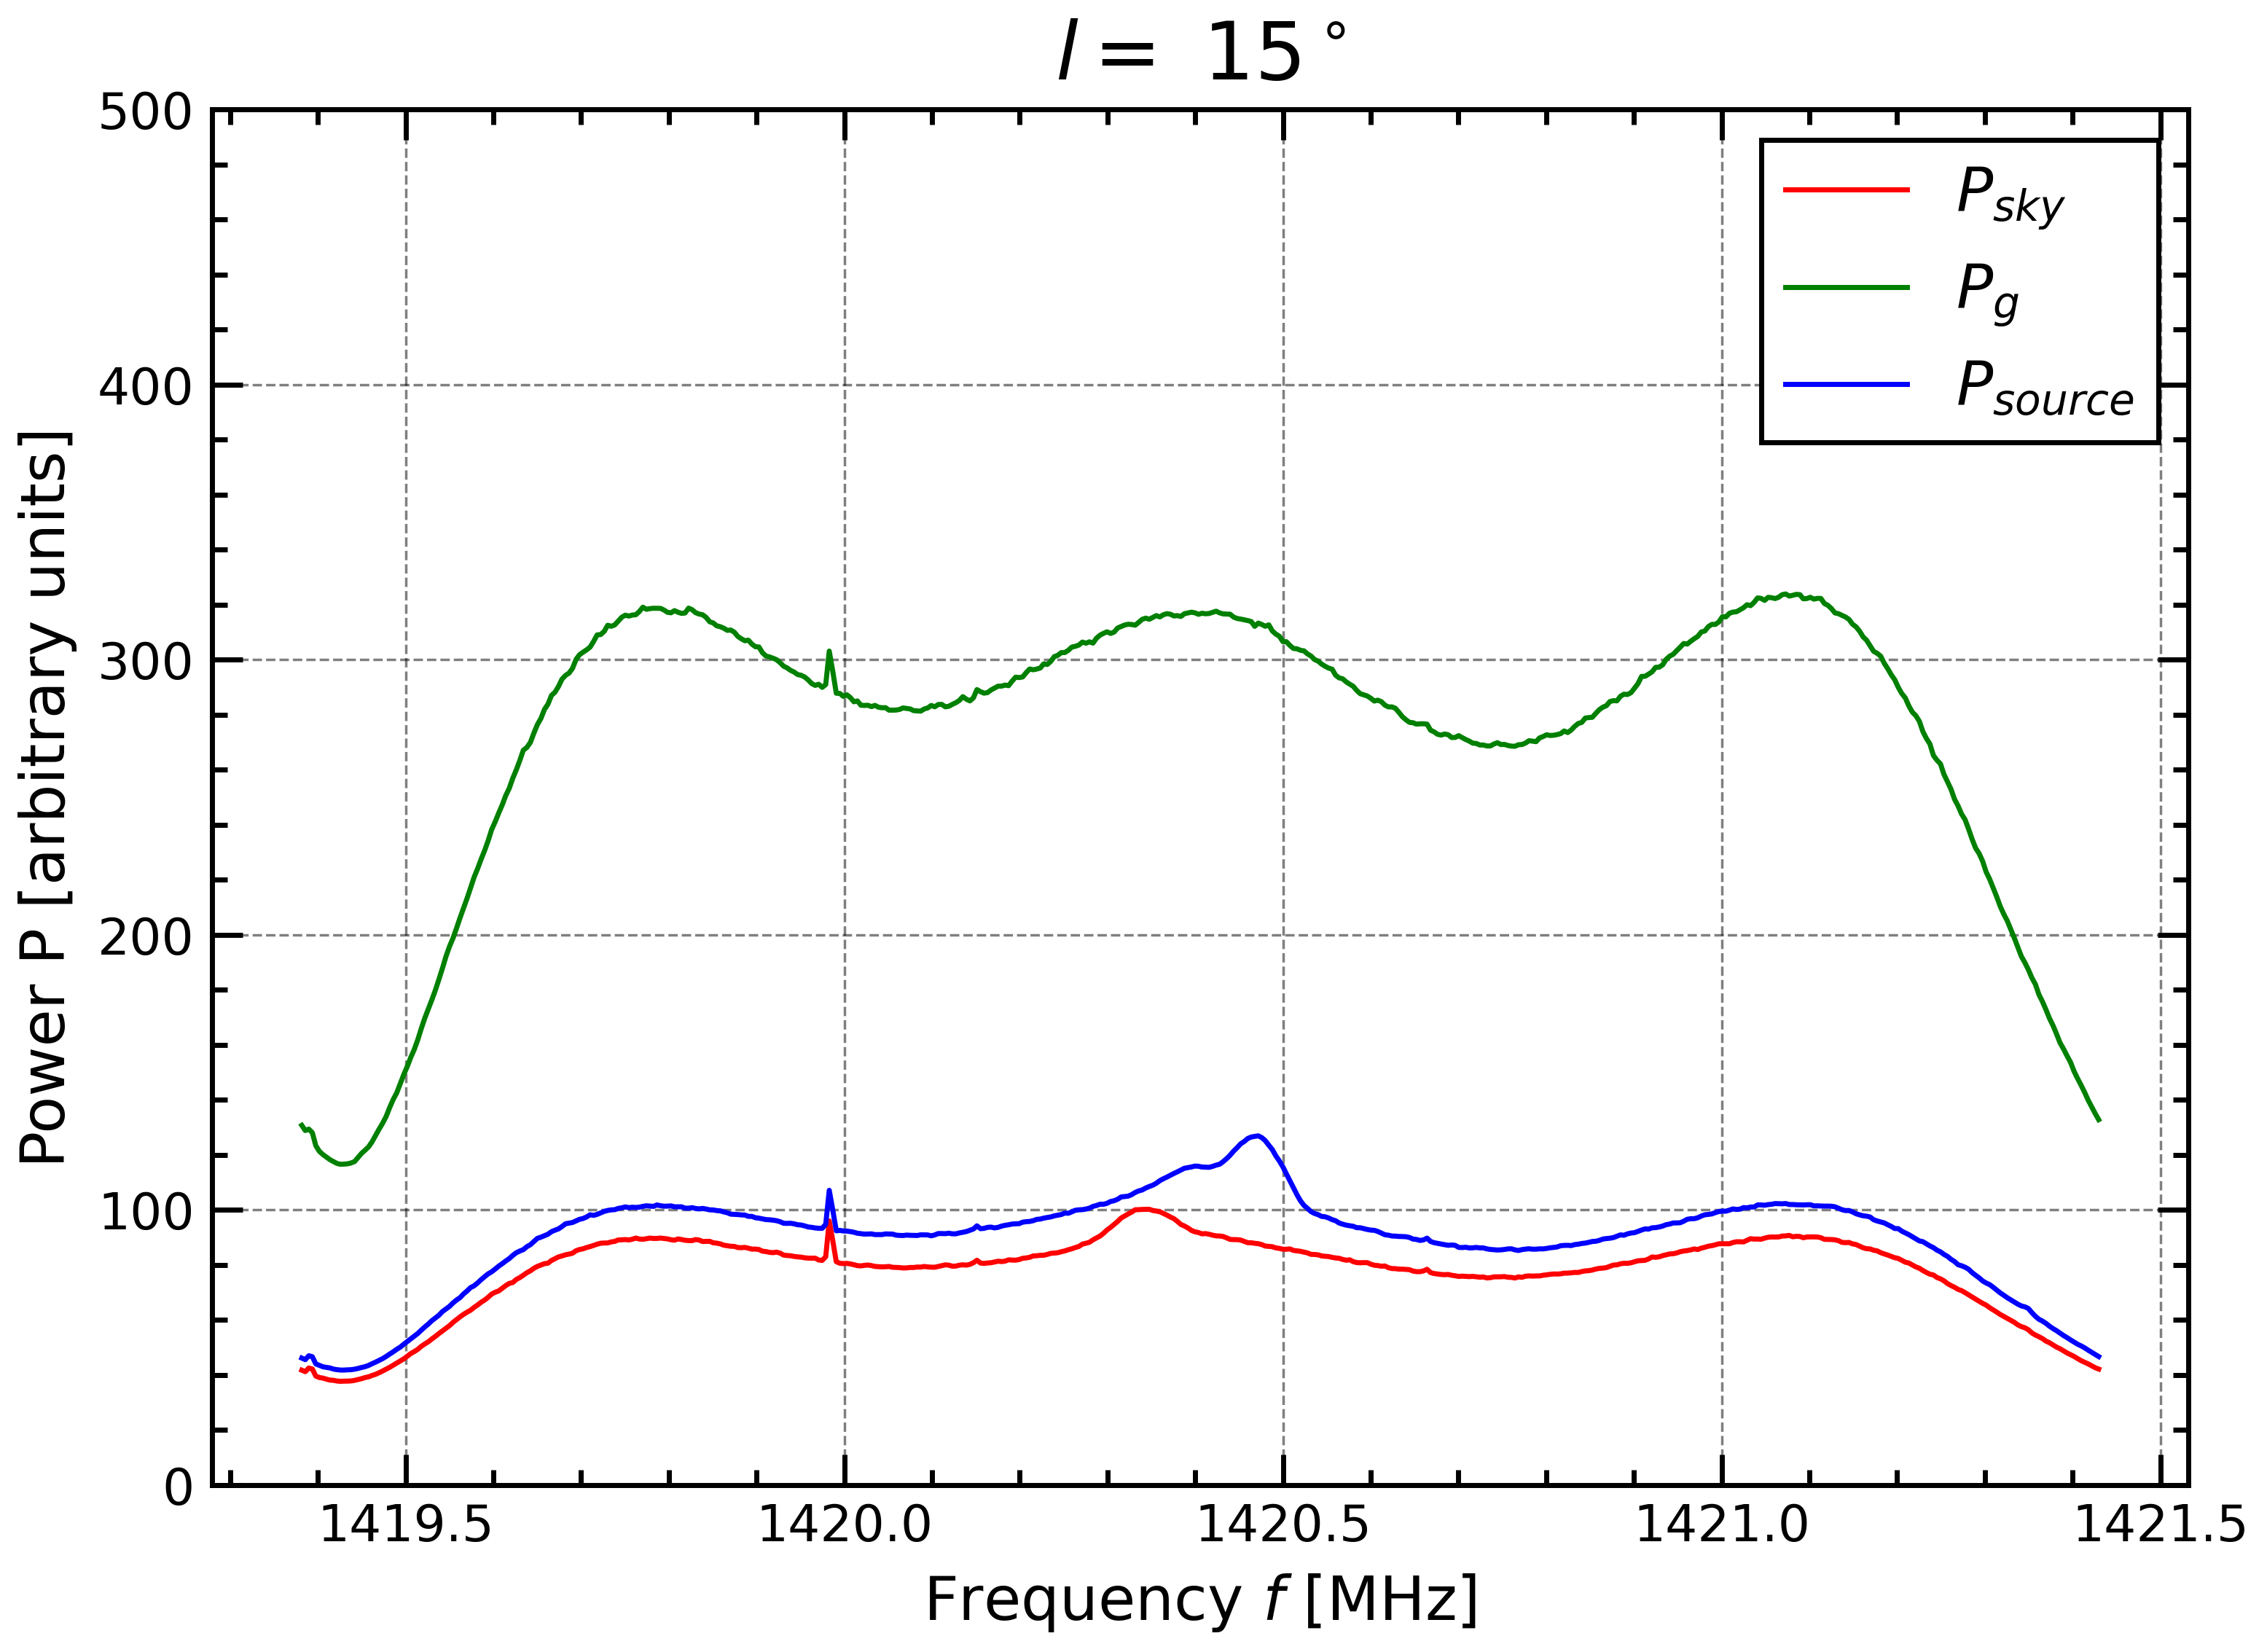 l = 15°
500
400
300
200
100
0
Power P [arbitrary units]
P_sky
P_g
P_source
1419.5 1420.0 1420.5 1421.0 1421.5
Frequency f [MHz]